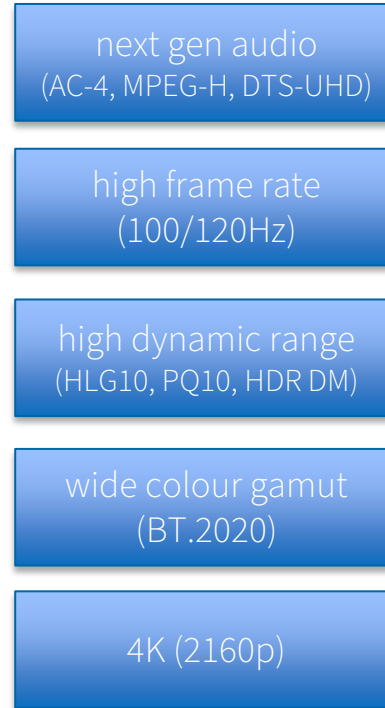 next gen audio
(AC-4, MPEG-H, DTS-UHD)
high frame rate
(100/120Hz)
high dynamic range
(HLG10, PQ10, HDR DM)
wide colour gamut
(BT.2020)
4K (2160p)